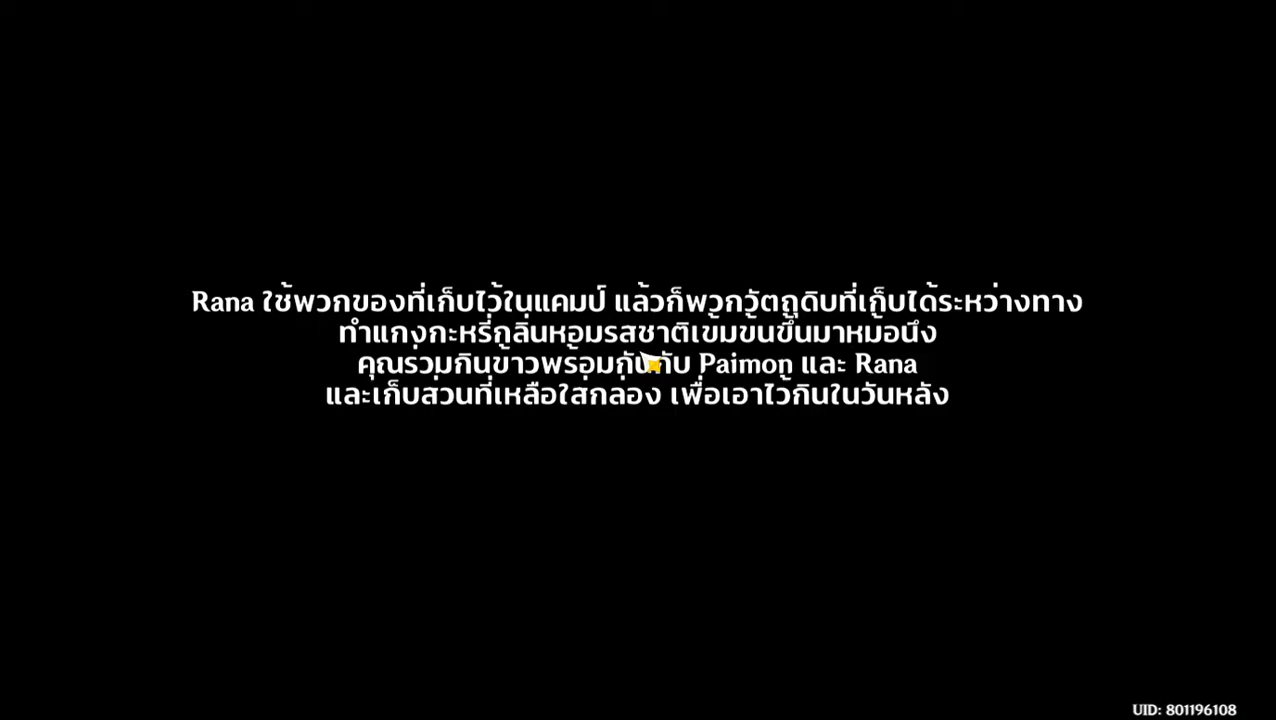 Rana ใช้พวกของที่เก็บไว้ในแคมป์ แล้วก็พวกวัตถุดิบที่เก็บได้ระหว่างทาง
ทำแกงกะหรี่กลิ่นหอมรสชาติเข้มข้นขึ้นมาหม้อนึง
คุณร่วมกินข้าวพร้อมกันกับ Paimon และ Rana
และเก็บส่วนที่เหลือใส่กล่อง เพื่อเอาไว้กินในวันหลัง
UID: 801196108